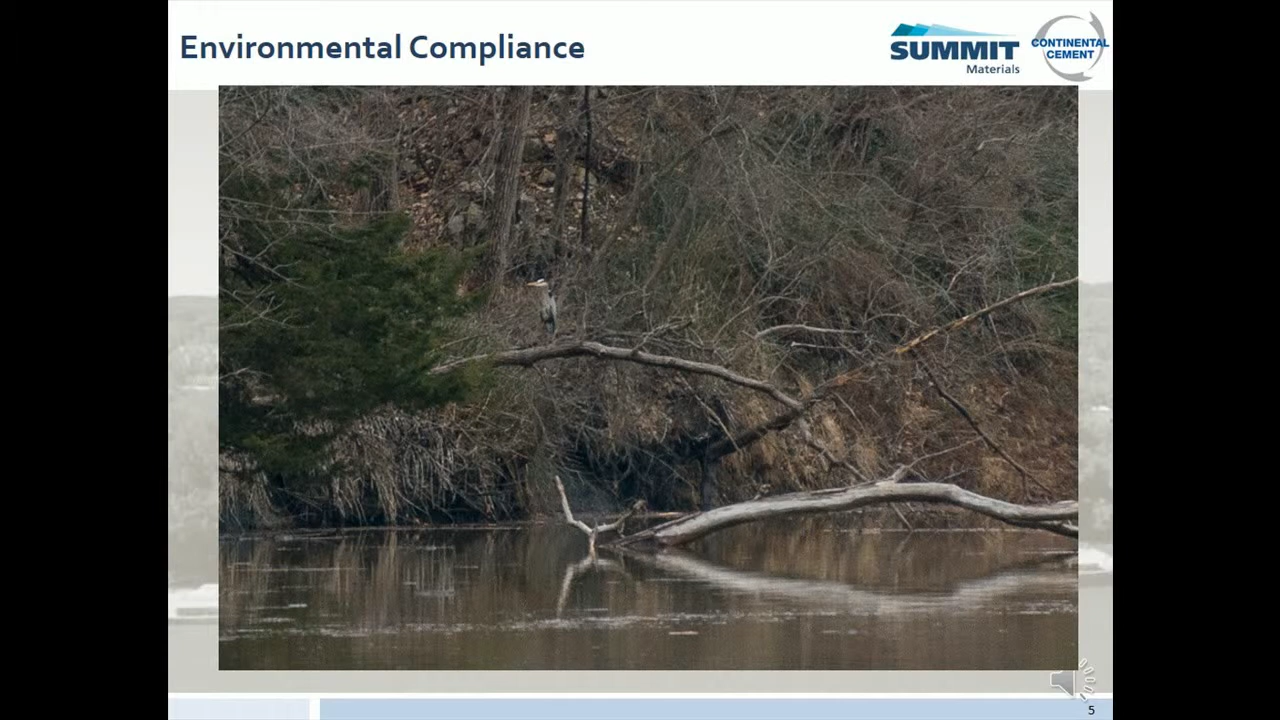 Environmental Compliance
SUMMIT
Materials
CONTINENTAL
CEMENT
5